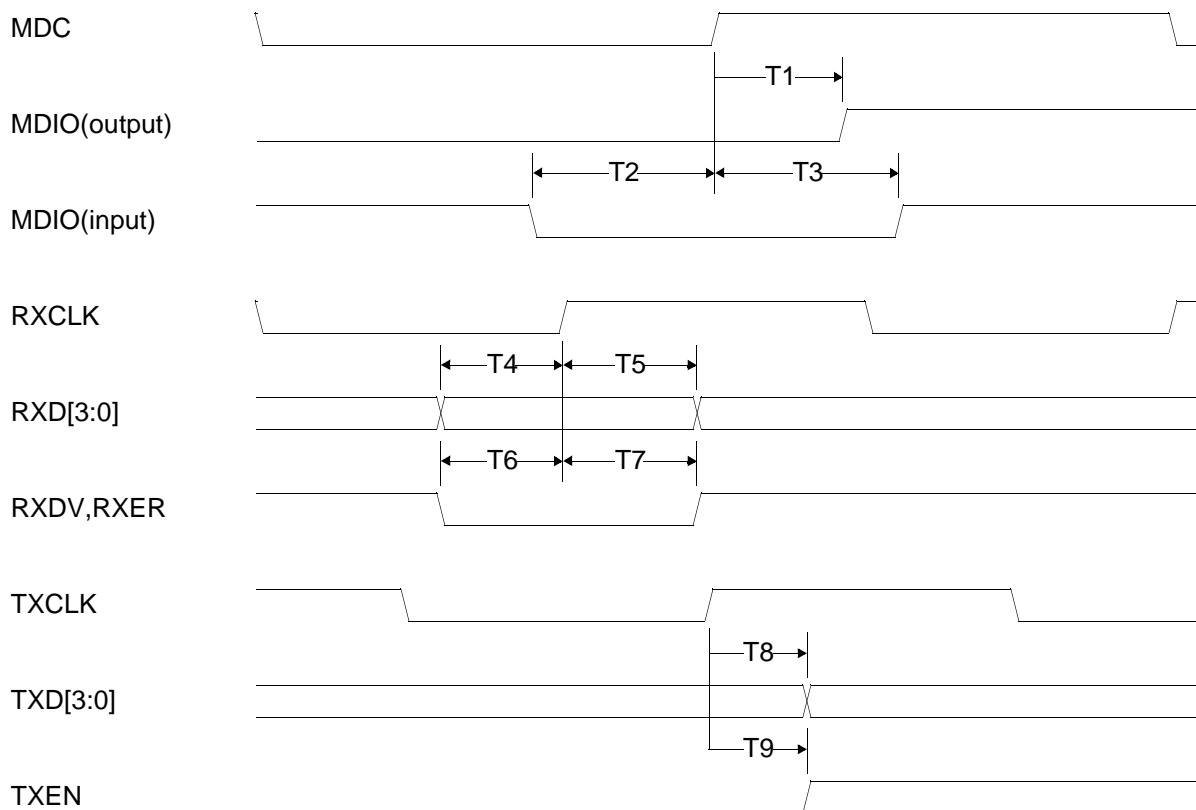 MDC
T1
MDIO(output)
T2 T3
MDIO(input)
RXCLK
T4 T5
RXD[3:0]
T6 T7
RXDV,RXER
TXCLK
T8
TXD[3:0]
T9
TXEN